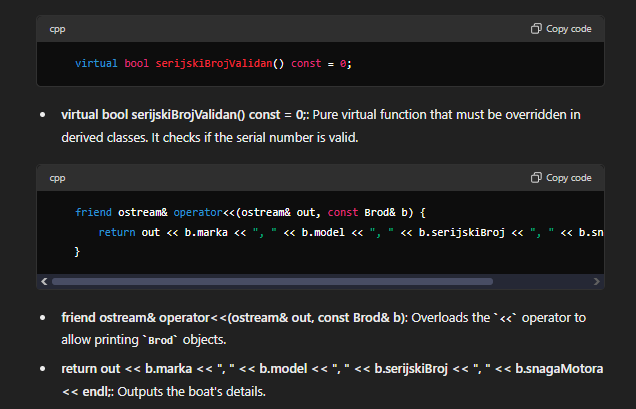 cpp
Copy code
virtual bool serijskiBrojValidan() const = 0;
• virtual bool serijskiBrojValidan() const = 0;: Pure virtual function that must be overridden in
derived classes. It checks if the serial number is valid.
cpp
Copy code
friend ostream& operator<<(ostream& out, const Brod& b) {
return out << b.marka << ", " << b.model << ", " << b.serijskiBroj << ", " << b.sn
}
• friend ostream& operator<<(ostream& out, const Brod& b): Overloads the `<<` operator to
allow printing `Brod` objects.
• return out << b.marka << ", " << b.model << ", " << b.serijskiBroj << ", " << b.snagaMotora
<< endl;: Outputs the boat's details.